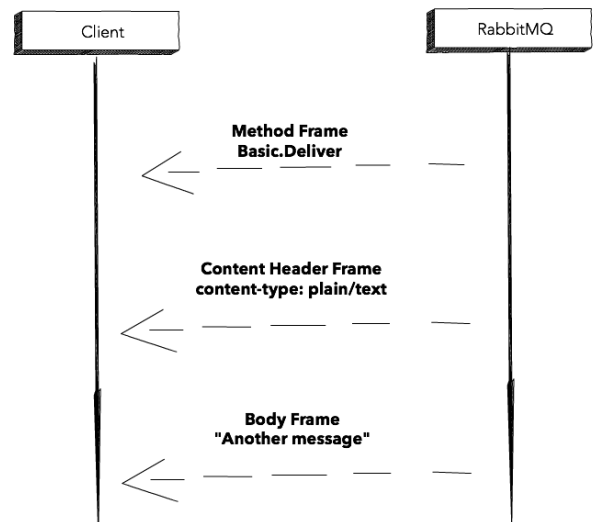 Client
RabbitMQ
Method Frame
Basic.Deliver
Content Header Frame
content-type: plain/text
Body Frame
"Another message"